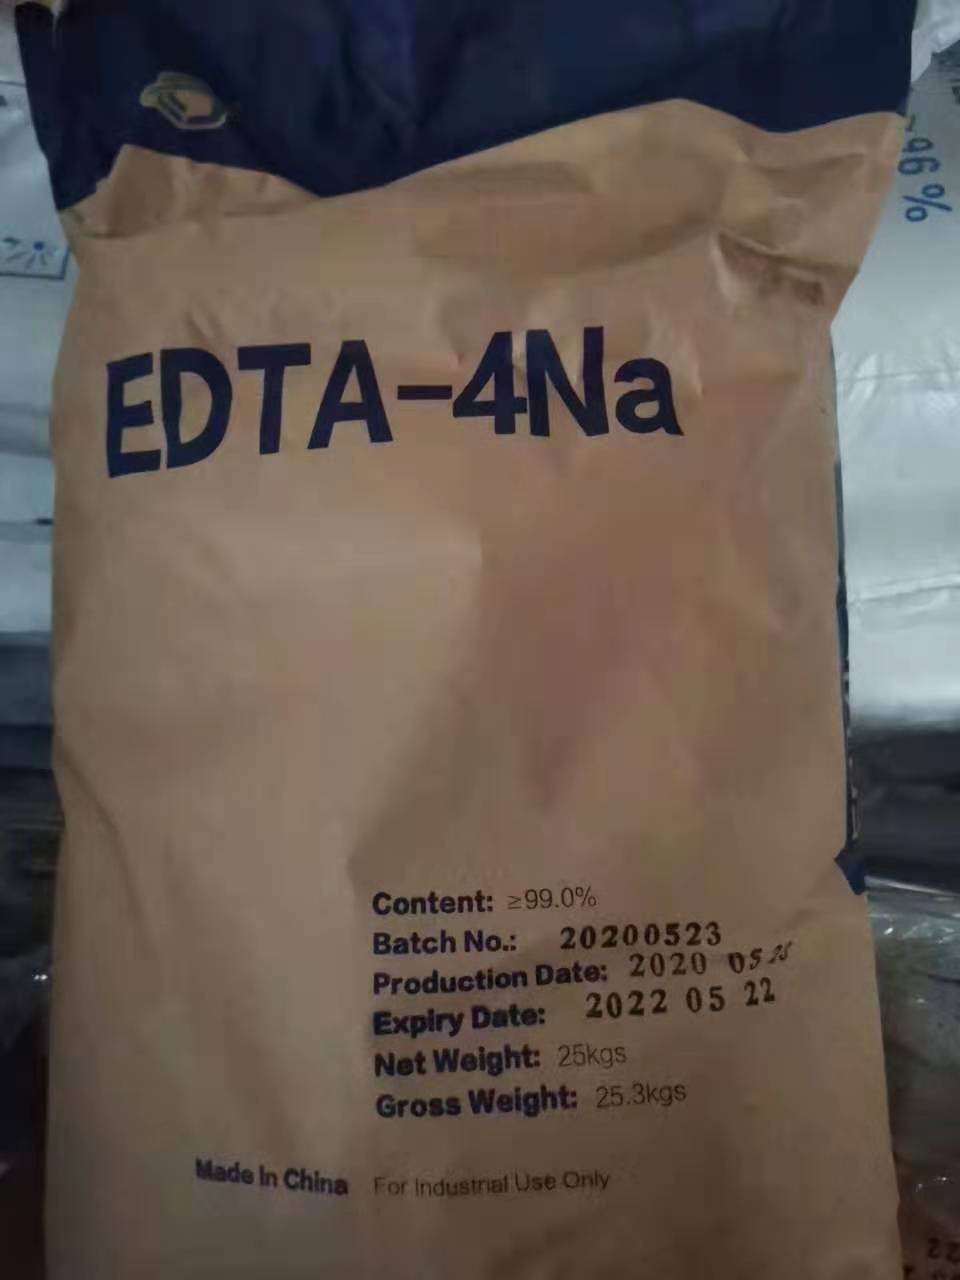 96%
EDTA-4Na
Content: ≥99.0%
Batch No.: 20200523
Production Date: 2020 05
Expiry Date: 2022 05 22
Net Weight: 25kgs
Gross Weight: 25.3kgs
Made In China For Industrial Use Only